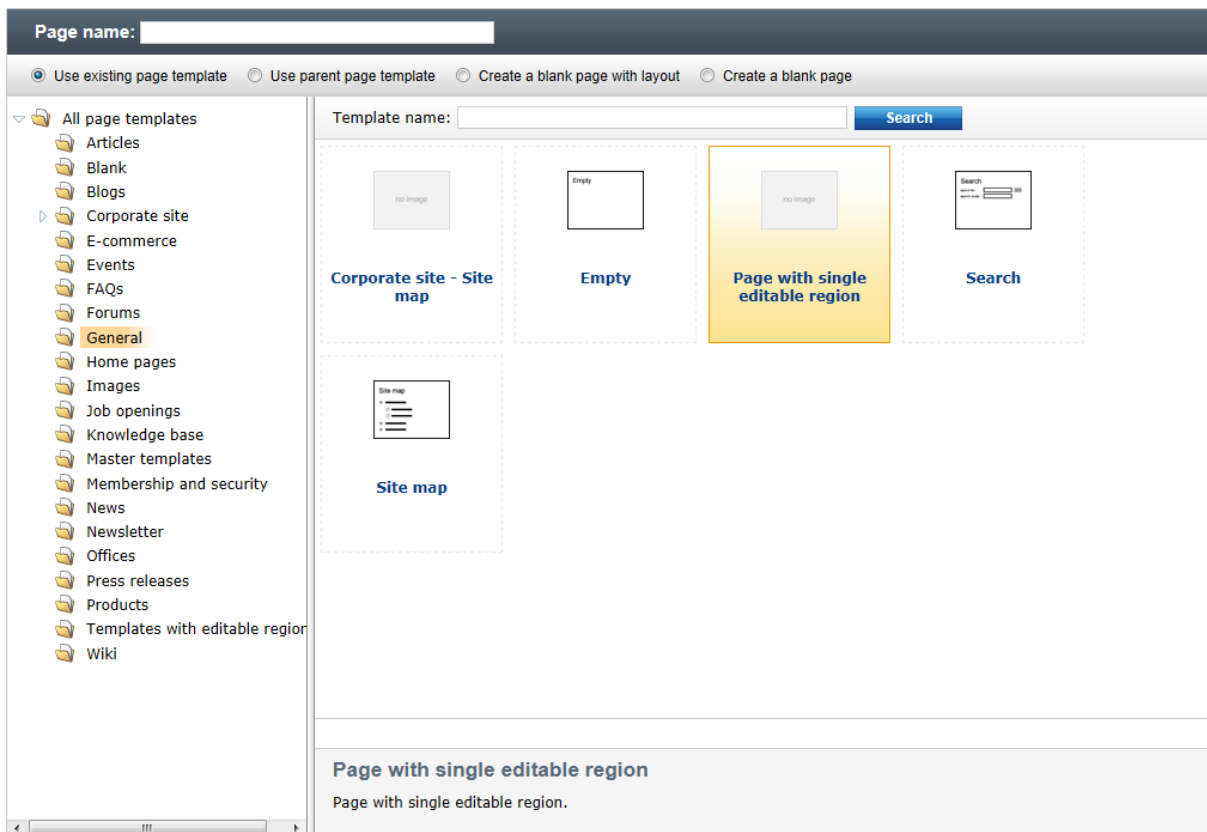 Page name:
Use existing page template Use parent page template Create a blank page with layout Create a blank page
All page templates
Articles
Blank
Blogs
Corporate site
E-commerce
Events
FAQs
Forums
General
Home pages
Images
Job openings
Knowledge base
Master templates
Membership and security
News
Newsletter
Offices
Press releases
Products
Templates with editable region
Wiki
Template name: Search
no image
Corporate site - Site
map
Empty
Empty
no image
Page with single
editable region
Search
Search
Site map
Site map
Page with single editable region
Page with single editable region.